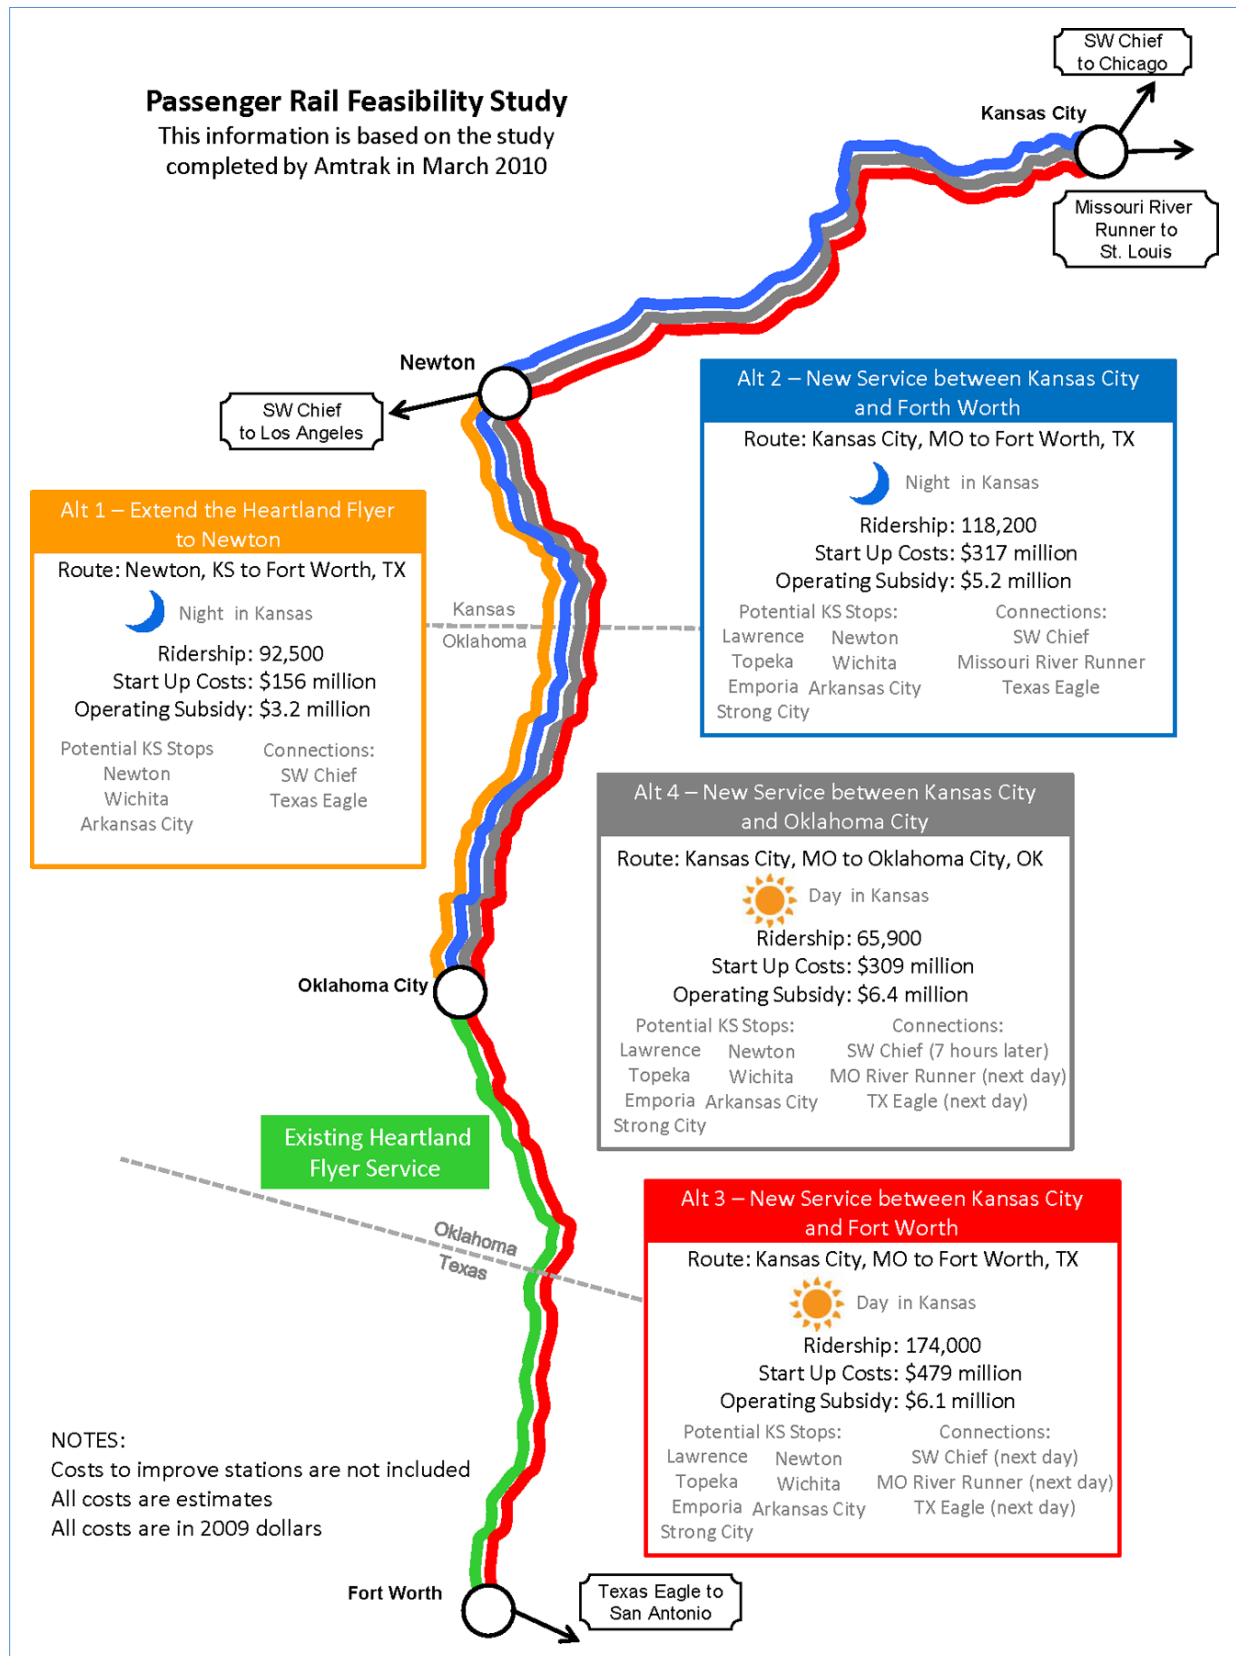 SW Chief
to Chicago
Passenger Rail Feasibility Study
This information is based on the study
completed by Amtrak in March 2010
Kansas City
Missouri River
Runner to
St. Louis
Newton
SW Chief
to Los Angeles
Alt 2 – New Service between Kansas City
and Forth Worth
Route: Kansas City, MO to Fort Worth, TX
Night in Kansas
Ridership: 118,200
Start Up Costs: $317 million
Operating Subsidy: $5.2 million
Potential KS Stops: Connections:
Lawrence Newton SW Chief
Topeka Wichita Missouri River Runner
Emporia Arkansas City Texas Eagle
Strong City
Alt 1 – Extend the Heartland Flyer
to Newton
Route: Newton, KS to Fort Worth, TX
Night in Kansas
Ridership: 92,500
Start Up Costs: $156 million
Operating Subsidy: $3.2 million
Potential KS Stops Connections:
Newton SW Chief
Wichita Texas Eagle
Arkansas City
Kansas
Oklahoma
Alt 4 – New Service between Kansas City
and Oklahoma City
Route: Kansas City, MO to Oklahoma City, OK
Day in Kansas
Ridership: 65,900
Start Up Costs: $309 million
Operating Subsidy: $6.4 million
Potential KS Stops: Connections:
Lawrence Newton SW Chief (7 hours later)
Topeka Wichita MO River Runner (next day)
Emporia Arkansas City TX Eagle (next day)
Strong City
Oklahoma City
Existing Heartland
Flyer Service
Oklahoma
Texas
Alt 3 – New Service between Kansas City
and Fort Worth
Route: Kansas City, MO to Fort Worth, TX
Day in Kansas
Ridership: 174,000
Start Up Costs: $479 million
Operating Subsidy: $6.1 million
Potential KS Stops: Connections:
Lawrence Newton SW Chief (next day)
Topeka Wichita MO River Runner (next day)
Emporia Arkansas City TX Eagle (next day)
Strong City
NOTES:
Costs to improve stations are not included
All costs are estimates
All costs are in 2009 dollars
Fort Worth
Texas Eagle to
San Antonio